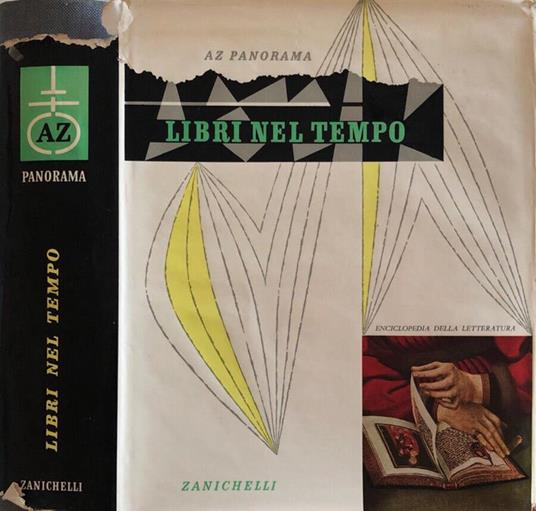 AZ
PANORAMA
LIBRI NEL TEMPO
ZANICHELLI
AZ PANORAMA
LIBRI NEL TEMPO
ENCICLOPEDIA DELLA LETTERATURA
ZANICHELLI